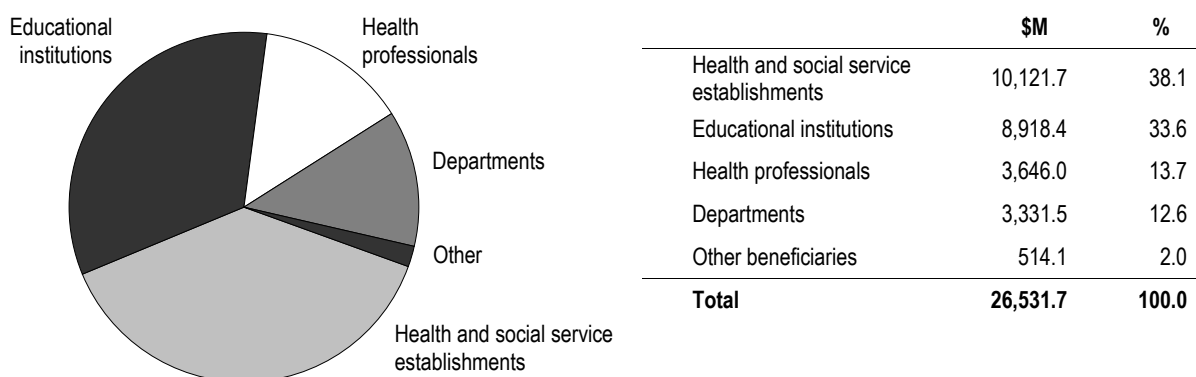 Educational
institutions
Health
professionals
Departments
Other
Health and social service
establishments
$M %
Health and social service
establishments 10,121.7 38.1
Educational institutions 8,918.4 33.6
Health professionals 3,646.0 13.7
Departments 3,331.5 12.6
Other beneficiaries 514.1 2.0
Total 26,531.7 100.0